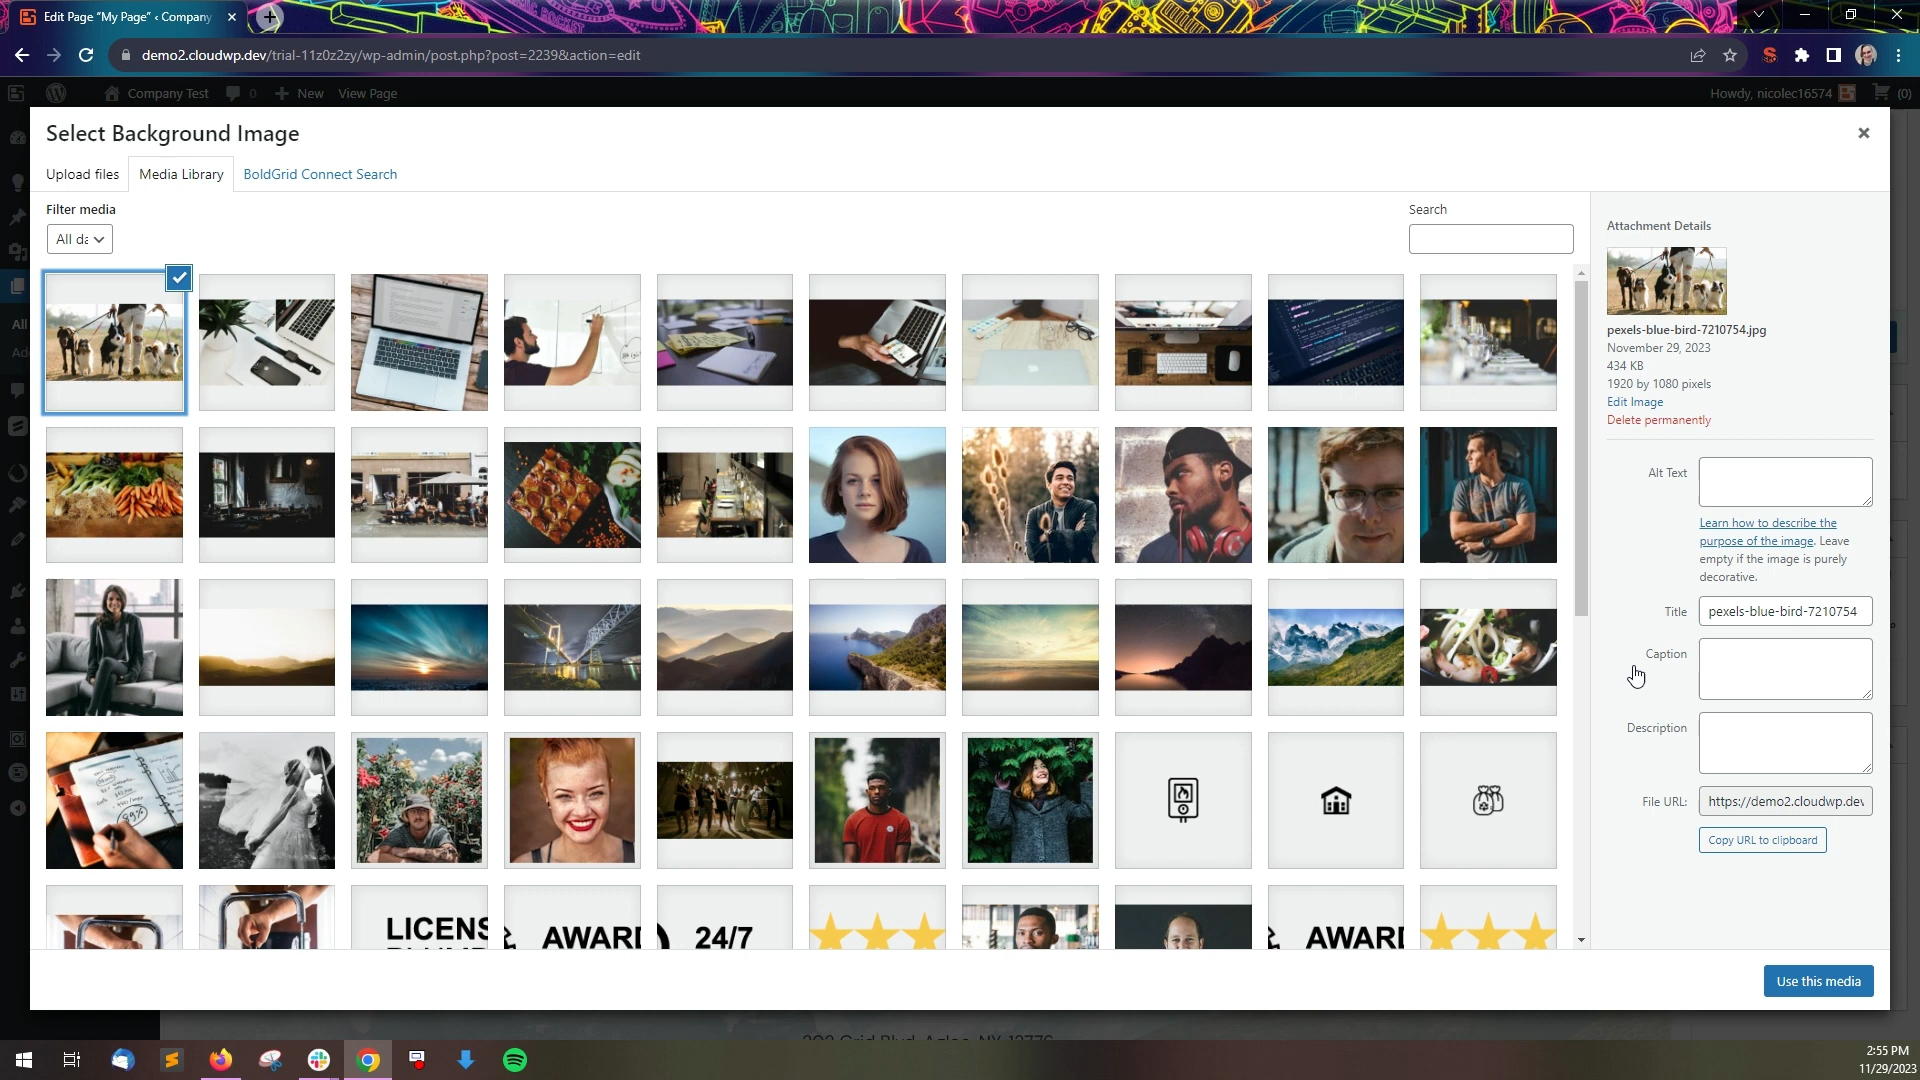 Edit Page "My Page" ‹ Company
demo2.cloudwp.dev/trial-11z0z2zy/wp-admin/post.php?post=2239&action=edit
Company Test
0
New
View Page
Howdy, nicolec16574
(0)
Select Background Image
Upload files
Media Library
BoldGrid Connect Search
Filter media
All da
Search
All
Attachment Details
pexels-blue-bird-7210754.jpg
November 29, 2023
434 KB
1920 by 1080 pixels
Edit Image
Delete permanently
Alt Text
Learn how to describe the
purpose of the image. Leave
empty if the image is purely
decorative.
Title
pexels-blue-bird-7210754
Caption
Description
File URL:
https://demo2.cloudwp.dev
Copy URL to clipboard
LICENS
AWARD
24/7
AWARD
Use this media
2:55 PM
11/29/2023